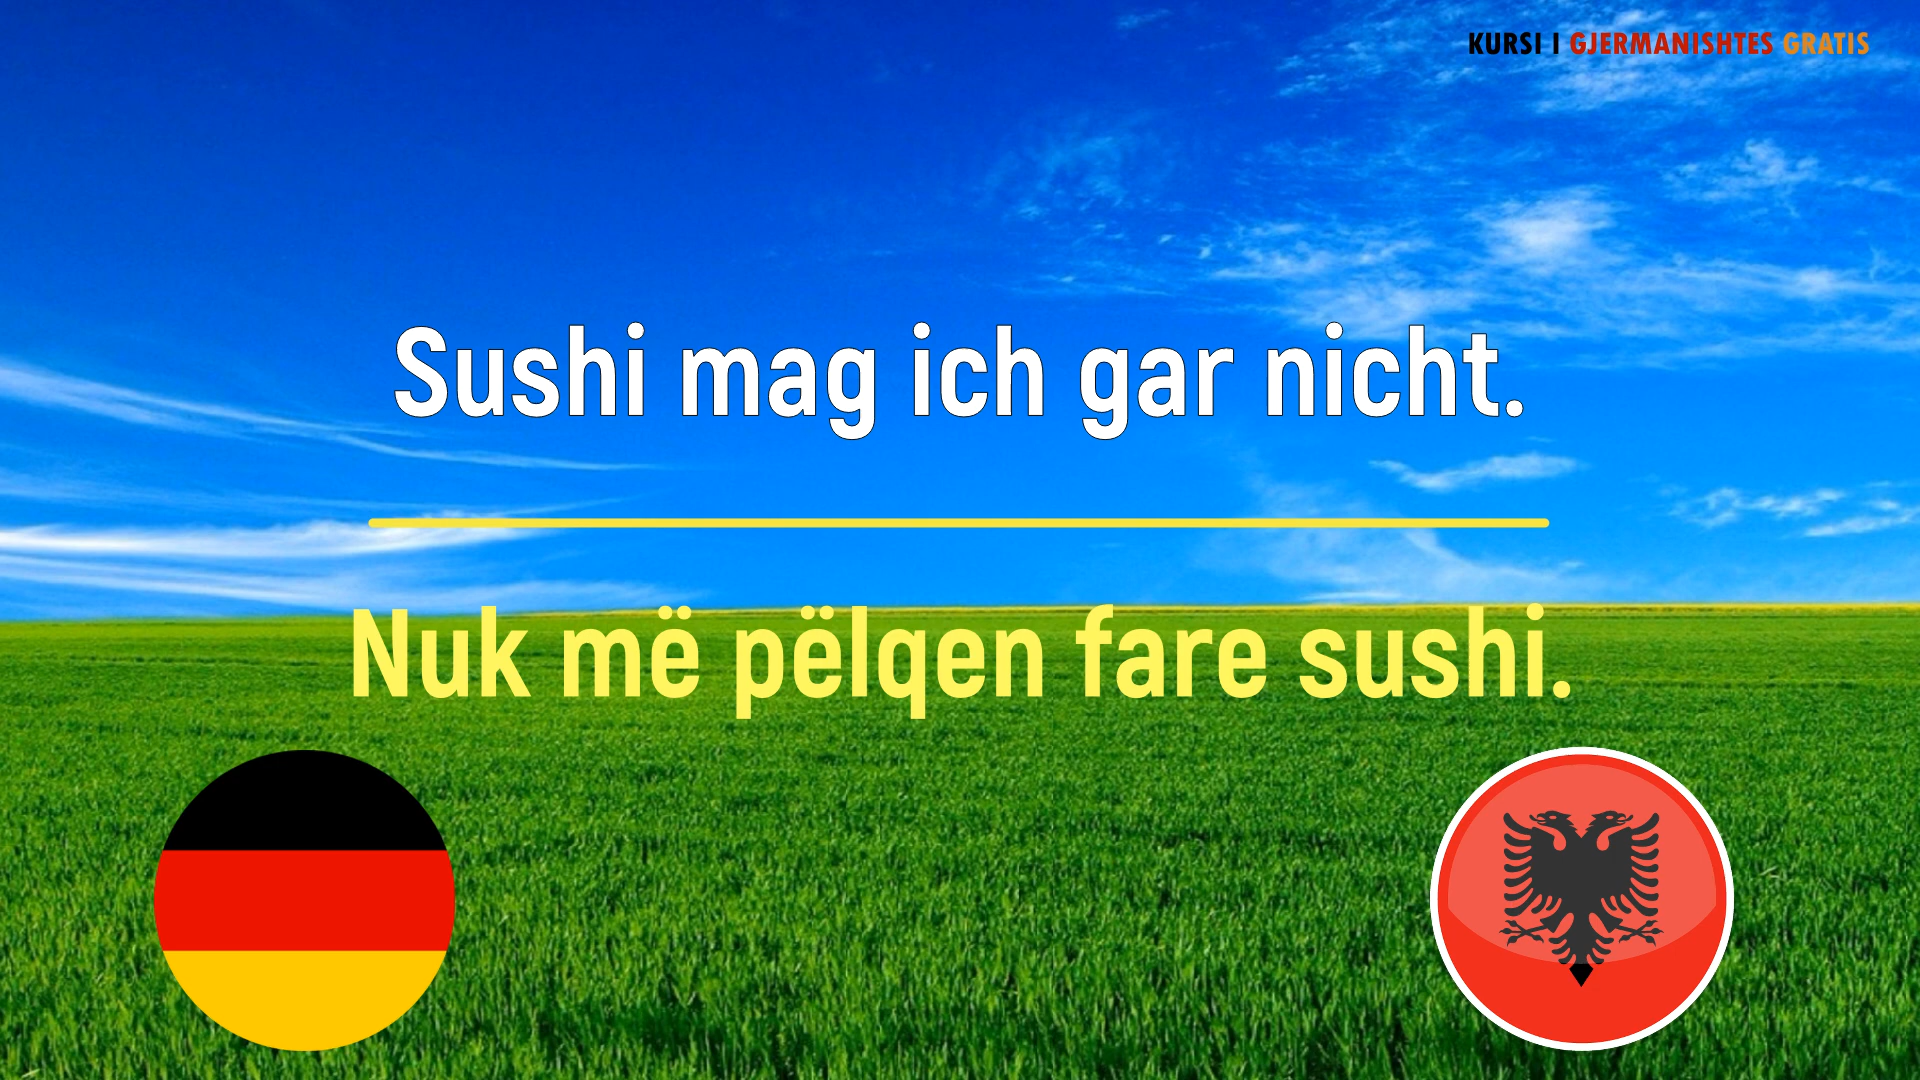 KURSI I GJERMANISHTES GRATIS
Sushi mag ich gar nicht.
Nuk më pëlqen fare sushi.